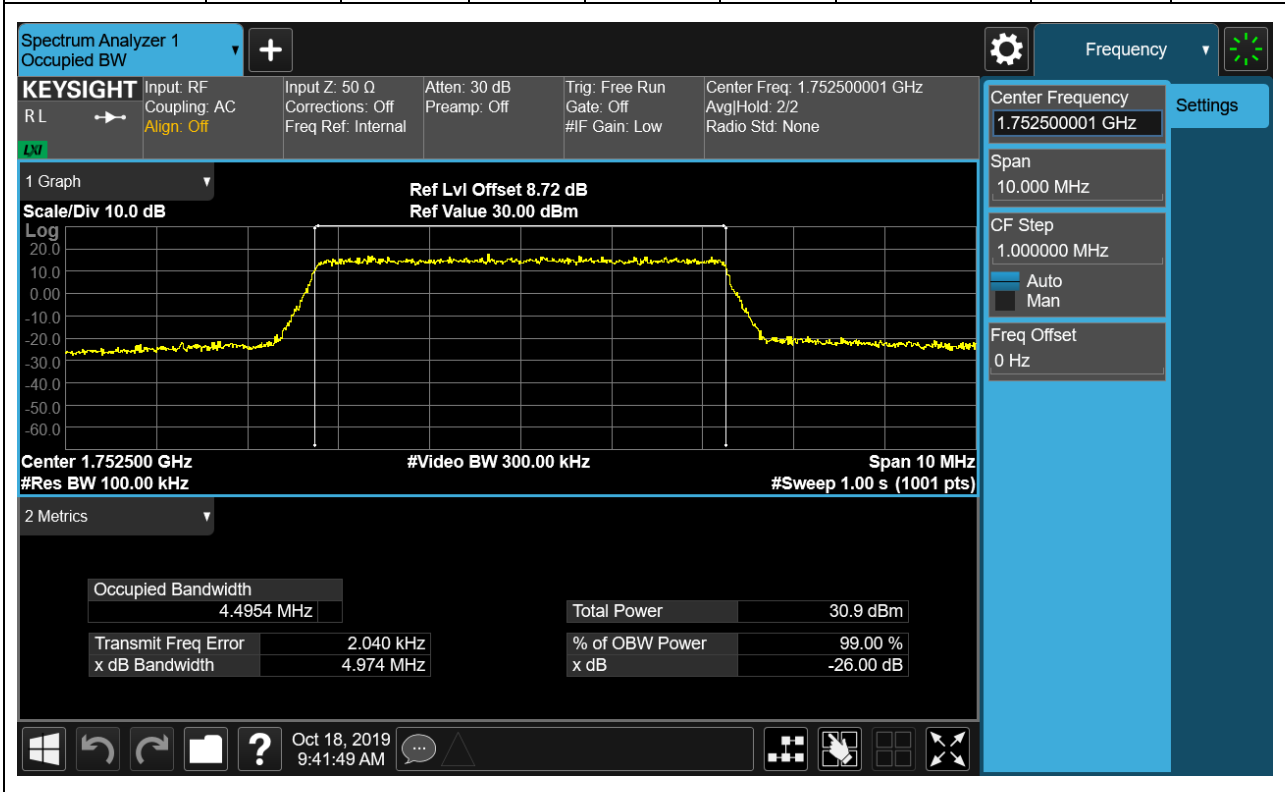 Spectrum Analyzer 1
Occupied BW
Frequency
KEYSIGHT
R L
LXI
Input: RF
Coupling: AC
Align: Off
Input Z: 50 Ω
Corrections: Off
Freq Ref: Internal
Atten: 30 dB
Preamp: Off
Trig: Free Run
Gate: Off
#IF Gain: Low
Center Freq: 1.752500001 GHz
Avg|Hold: 2/2
Radio Std: None
Center Frequency
1.752500001 GHz
Settings
Span
10.000 MHz
CF Step
1.000000 MHz
Auto
Man
Freq Offset
0 Hz
1 Graph
Ref Lvl Offset 8.72 dB
Scale/Div 10.0 dB
Ref Value 30.00 dBm
Log
20.0
10.0
0.00
-10.0
-20.0
-30.0
-40.0
-50.0
-60.0
Center 1.752500 GHz
#Video BW 300.00 kHz
Span 10 MHz
#Res BW 100.00 kHz
#Sweep 1.00 s (1001 pts)
2 Metrics
Occupied Bandwidth
4.4954 MHz
Total Power 30.9 dBm
Transmit Freq Error 2.040 kHz
% of OBW Power 99.00 %
x dB Bandwidth 4.974 MHz
x dB -26.00 dB
?
Oct 18, 2019
9:41:49 AM